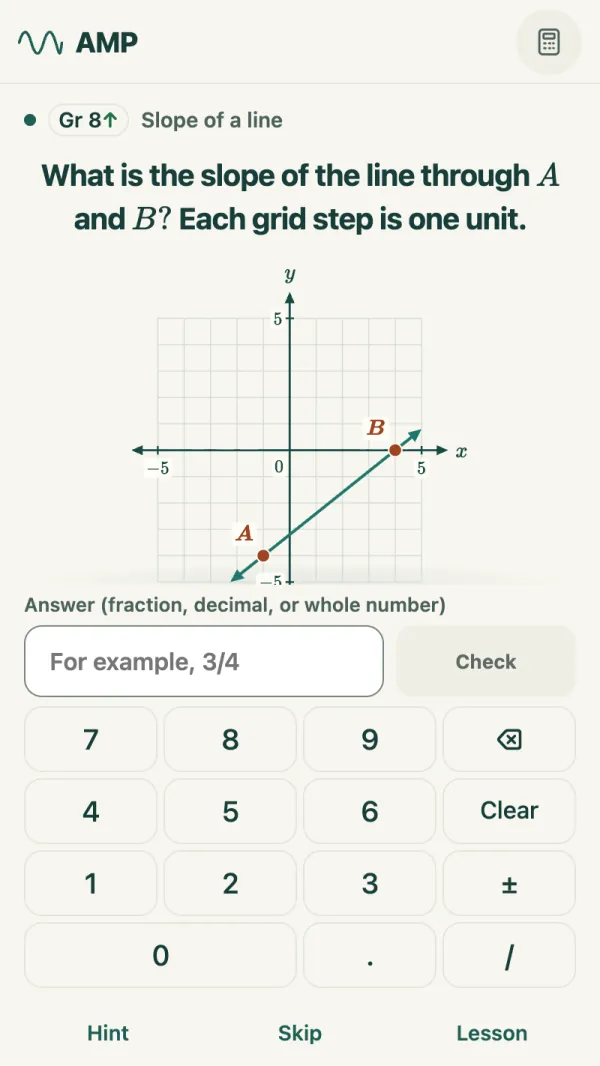 AMP
Gr 8↑ Slope of a line
What is the slope of the line through A
and B? Each grid step is one unit.
y
5
B
x
−5 0 5
A
−5
Answer (fraction, decimal, or whole number)
For example, 3/4 Check
7 8 9
4 5 6 Clear
1 2 3 ±
0 . /
Hint Skip Lesson